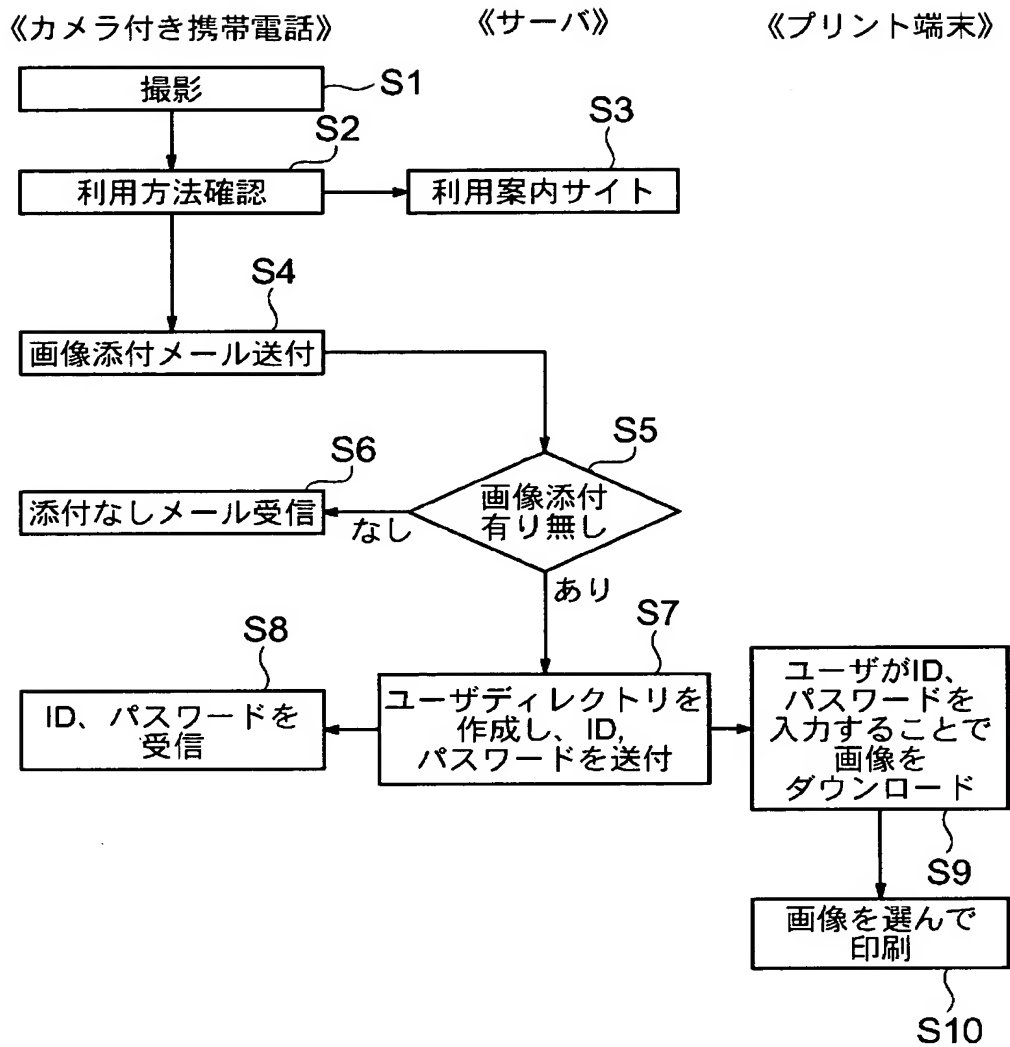 《カメラ付き携帯電話》
《サーバ》
《プリント端末》
撮影
S1
S2
利用方法確認
S3
利用案内サイト
S4
画像添付メール送付
S5
画像添付
有り無し
S6
添付なしメール受信
なし
あり
S7
ユーザディレクトリを
作成し、ID,
パスワードを送付
S8
ID、パスワードを
受信
ユーザがID、
パスワードを
入力することで
画像を
ダウンロード
S9
画像を選んで
印刷
S10